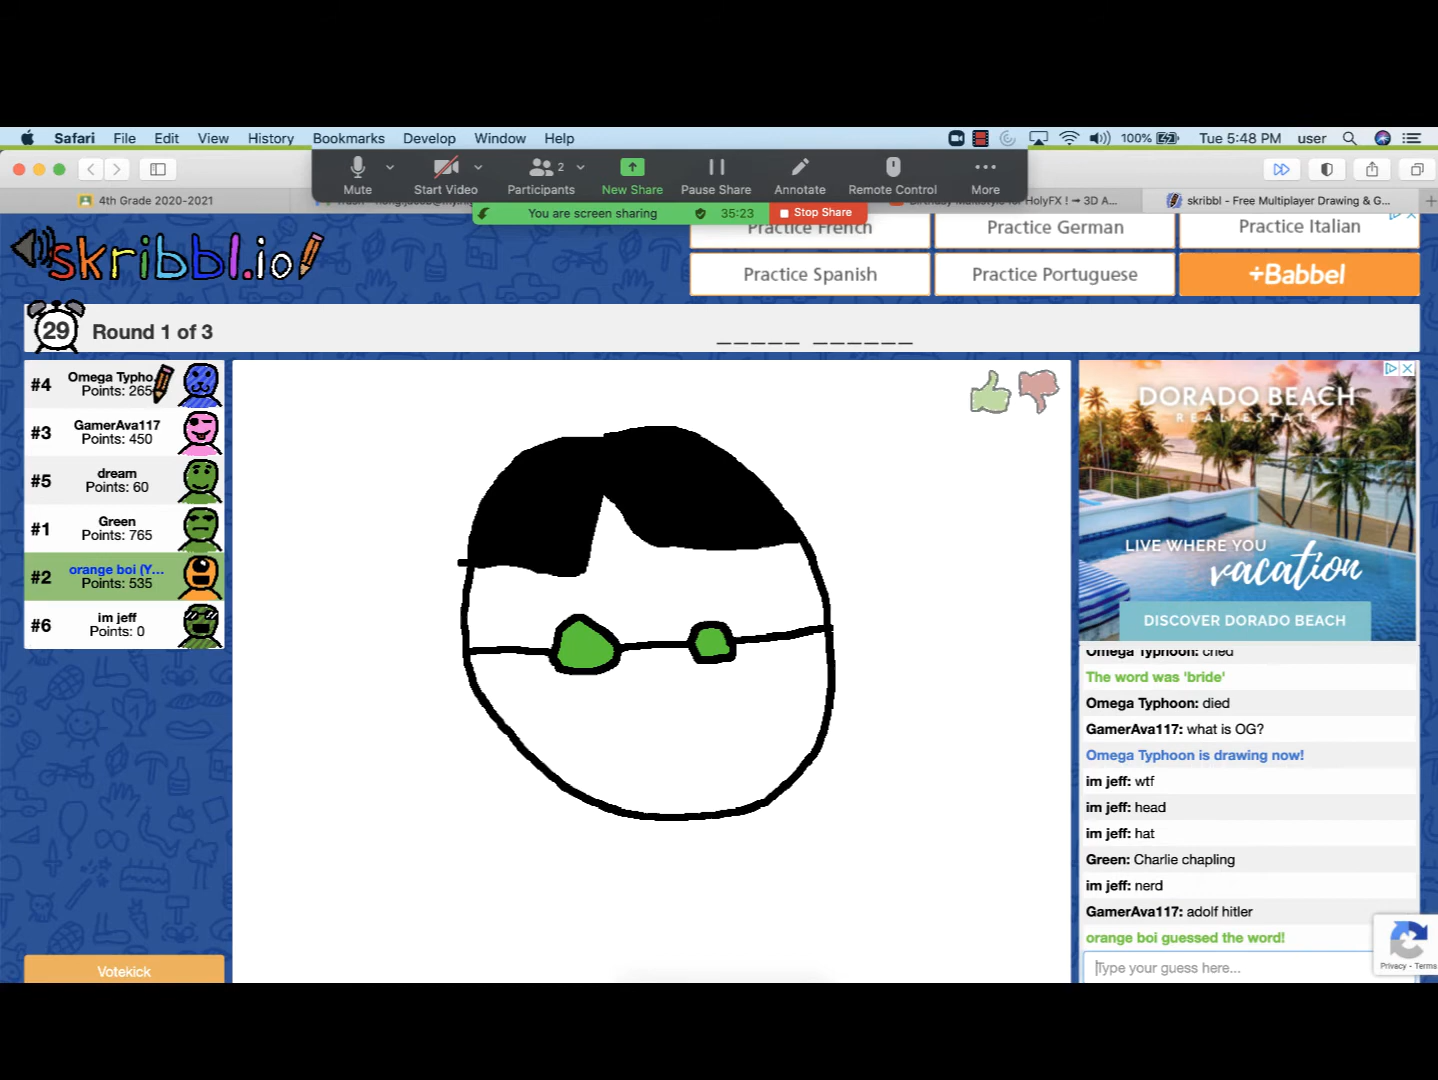 Safari File Edit View History Bookmarks Develop Window Help 100% Tue 5:48 PM user
Mute Start Video Participants 2 New Share Pause Share Annotate Remote Control More
4th Grade 2020-2021
HolyFX ! → 3D A...
skribbl - Free Multiplayer Drawing & G...
You are screen sharing 35:23 Stop Share
skribbl.io
Practice French Practice German Practice Italian
Practice Spanish Practice Portuguese +Babbel
29 Round 1 of 3
#4 Omega Typho
Points: 265
#3 GamerAva117
Points: 450
#5 dream
Points: 60
#1 Green
Points: 765
#2 orange boi (Y...
Points: 535
#6 im jeff
Points: 0
Votekick
DORADO BEACH
REAL ESTATE
LIVE WHERE YOU
vacation
DISCOVER DORADO BEACH
Omega Typhoon: cried
The word was 'bride'
Omega Typhoon: died
GamerAva117: what is OG?
Omega Typhoon is drawing now!
im jeff: wtf
im jeff: head
im jeff: hat
Green: Charlie chapling
im jeff: nerd
GamerAva117: adolf hitler
orange boi guessed the word!
Type your guess here...
Privacy - Terms